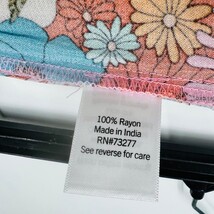 100% Rayon
Made in India
RN#73277
See reverse for care